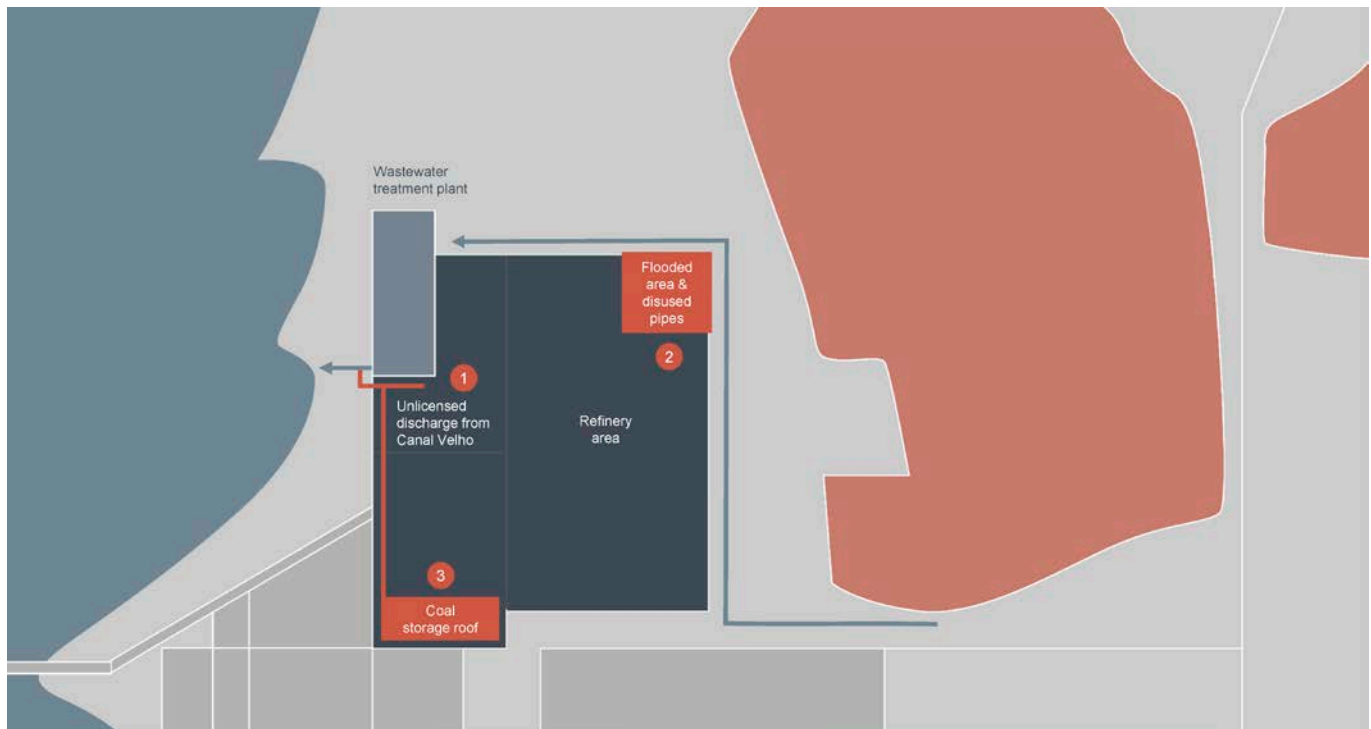 Wastewater
treatment plant
Flooded
area &
disused
pipes
2
1
Unlicensed
discharge from
Canal Velho
Refinery
area
3
Coal
storage roof